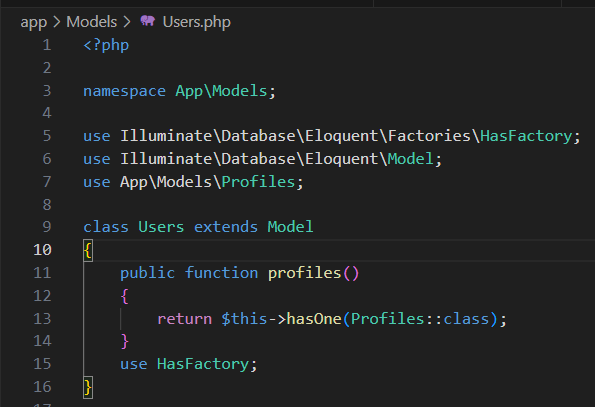 app > Models > Users.php
1 <?php
2
3 namespace App\Models;
4
5 use Illuminate\Database\Eloquent\Factories\HasFactory;
6 use Illuminate\Database\Eloquent\Model;
7 use App\Models\Profiles;
8
9 class Users extends Model
10 {
11 public function profiles()
12 {
13 return $this->hasOne(Profiles::class);
14 }
15 use HasFactory;
16 }
17